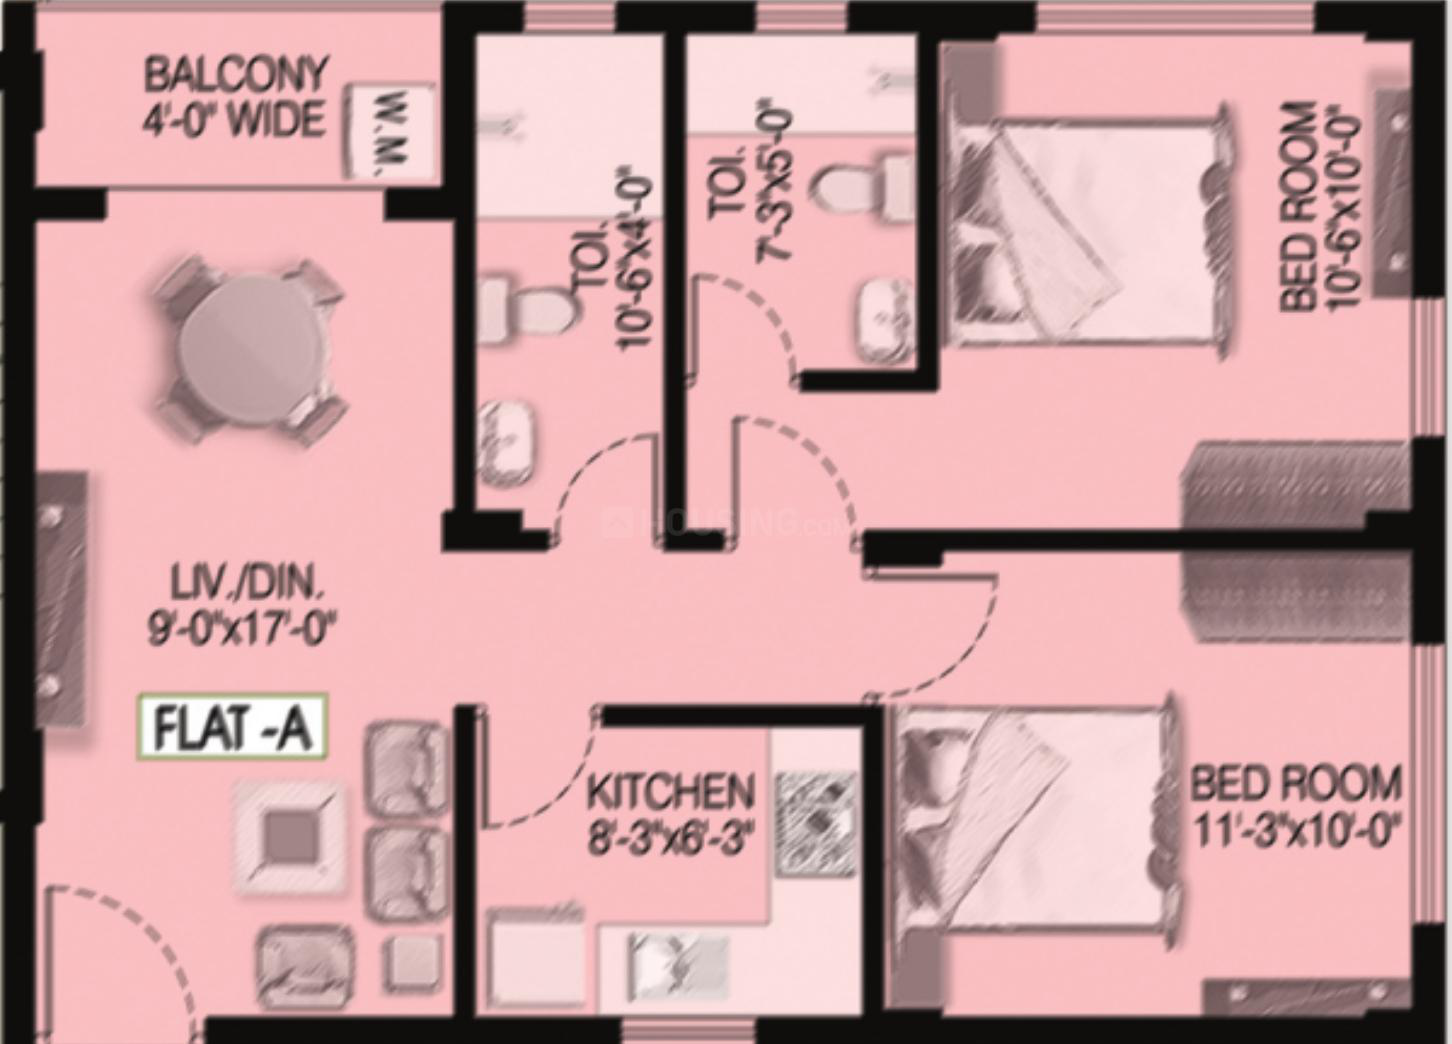 BALCONY
4'-0" WIDE
W.M.
TOI.
10'-6"x4'-0"
TOI.
7'-3"x5'-0"
BED ROOM
10'-6"x10'-0"
HOUSING.com
LIV./DIN.
9'-0"x17'-0"
FLAT -A
KITCHEN
8'-3"x6'-3"
BED ROOM
11'-3"x10'-0"